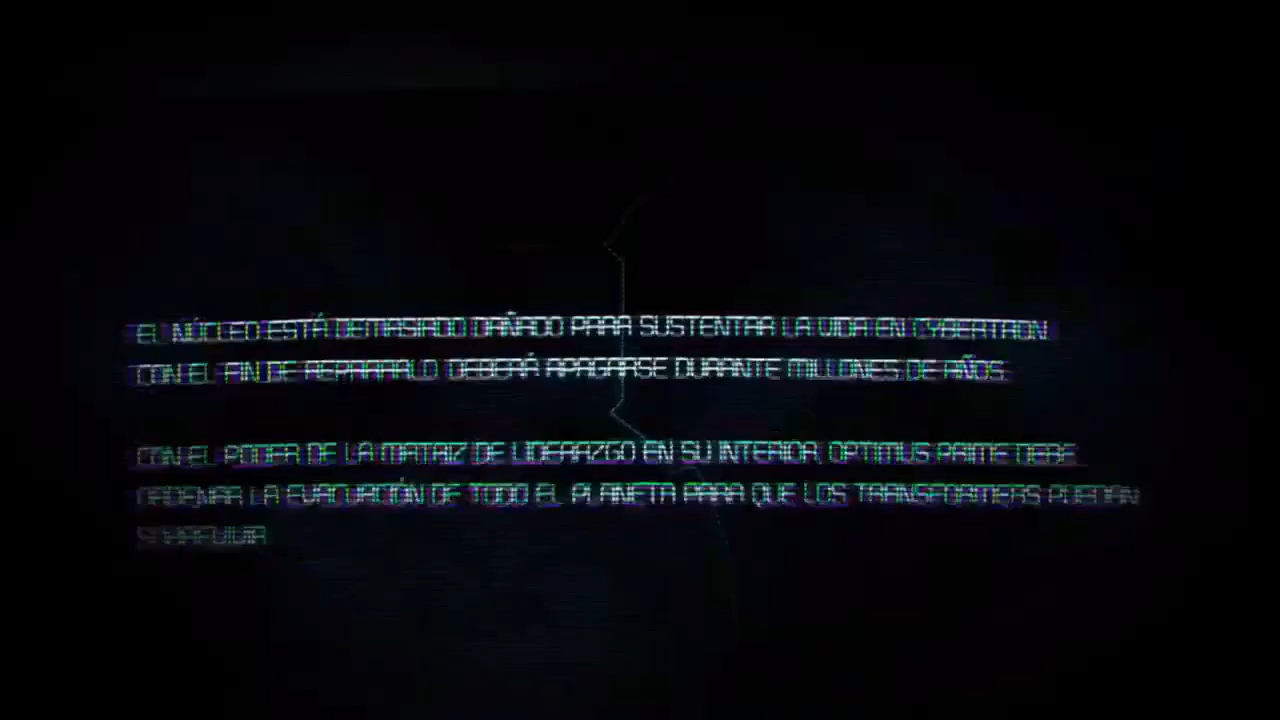 EL NÚCLEO ESTÁ DEMASIADO DAÑADO PARA SUSTENTAR LA VIDA EN CYBERTRON.
CON EL FIN DE REPARARLO DEBERÁ APAGARSE DURANTE MILLONES DE AÑOS.
CON EL PODER DE LA MATRIZ DE LIDERAZGO EN SU INTERIOR, OPTIMUS PRIME DEBE
ORDENAR LA EVACUACIÓN DE TODO EL PLANETA PARA QUE LOS TRANSFORMERS PUEDAN
SOBREVIVIR